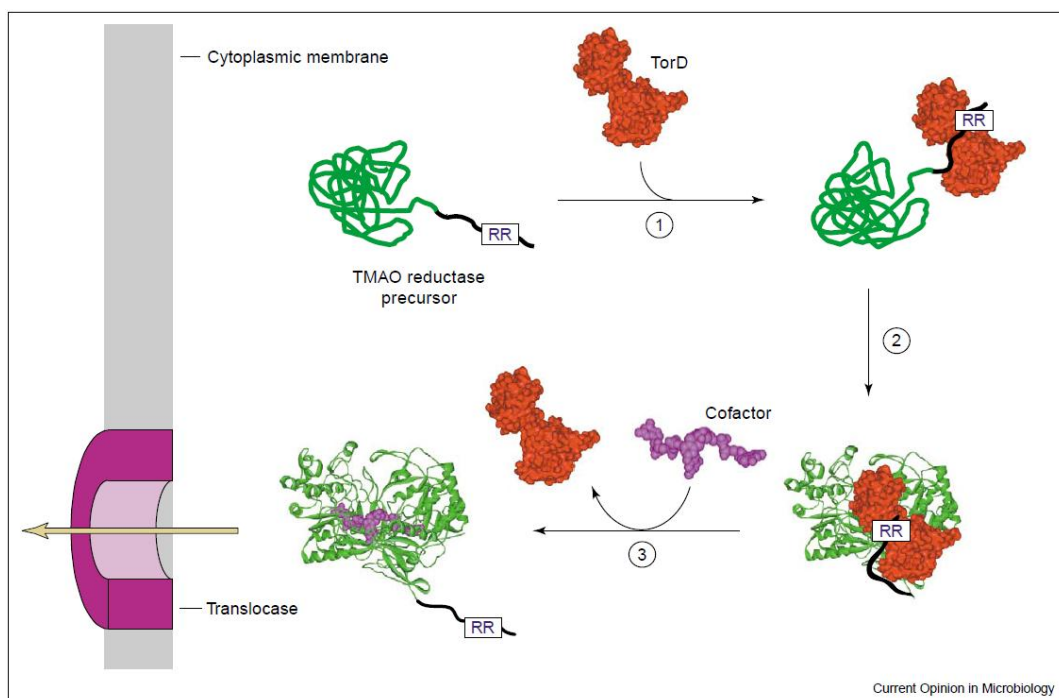 Cytoplasmic membrane
TorD
RR
RR
1
TMAO reductase
precursor
2
Cofactor
RR
3
Translocase
RR
Current Opinion in Microbiology